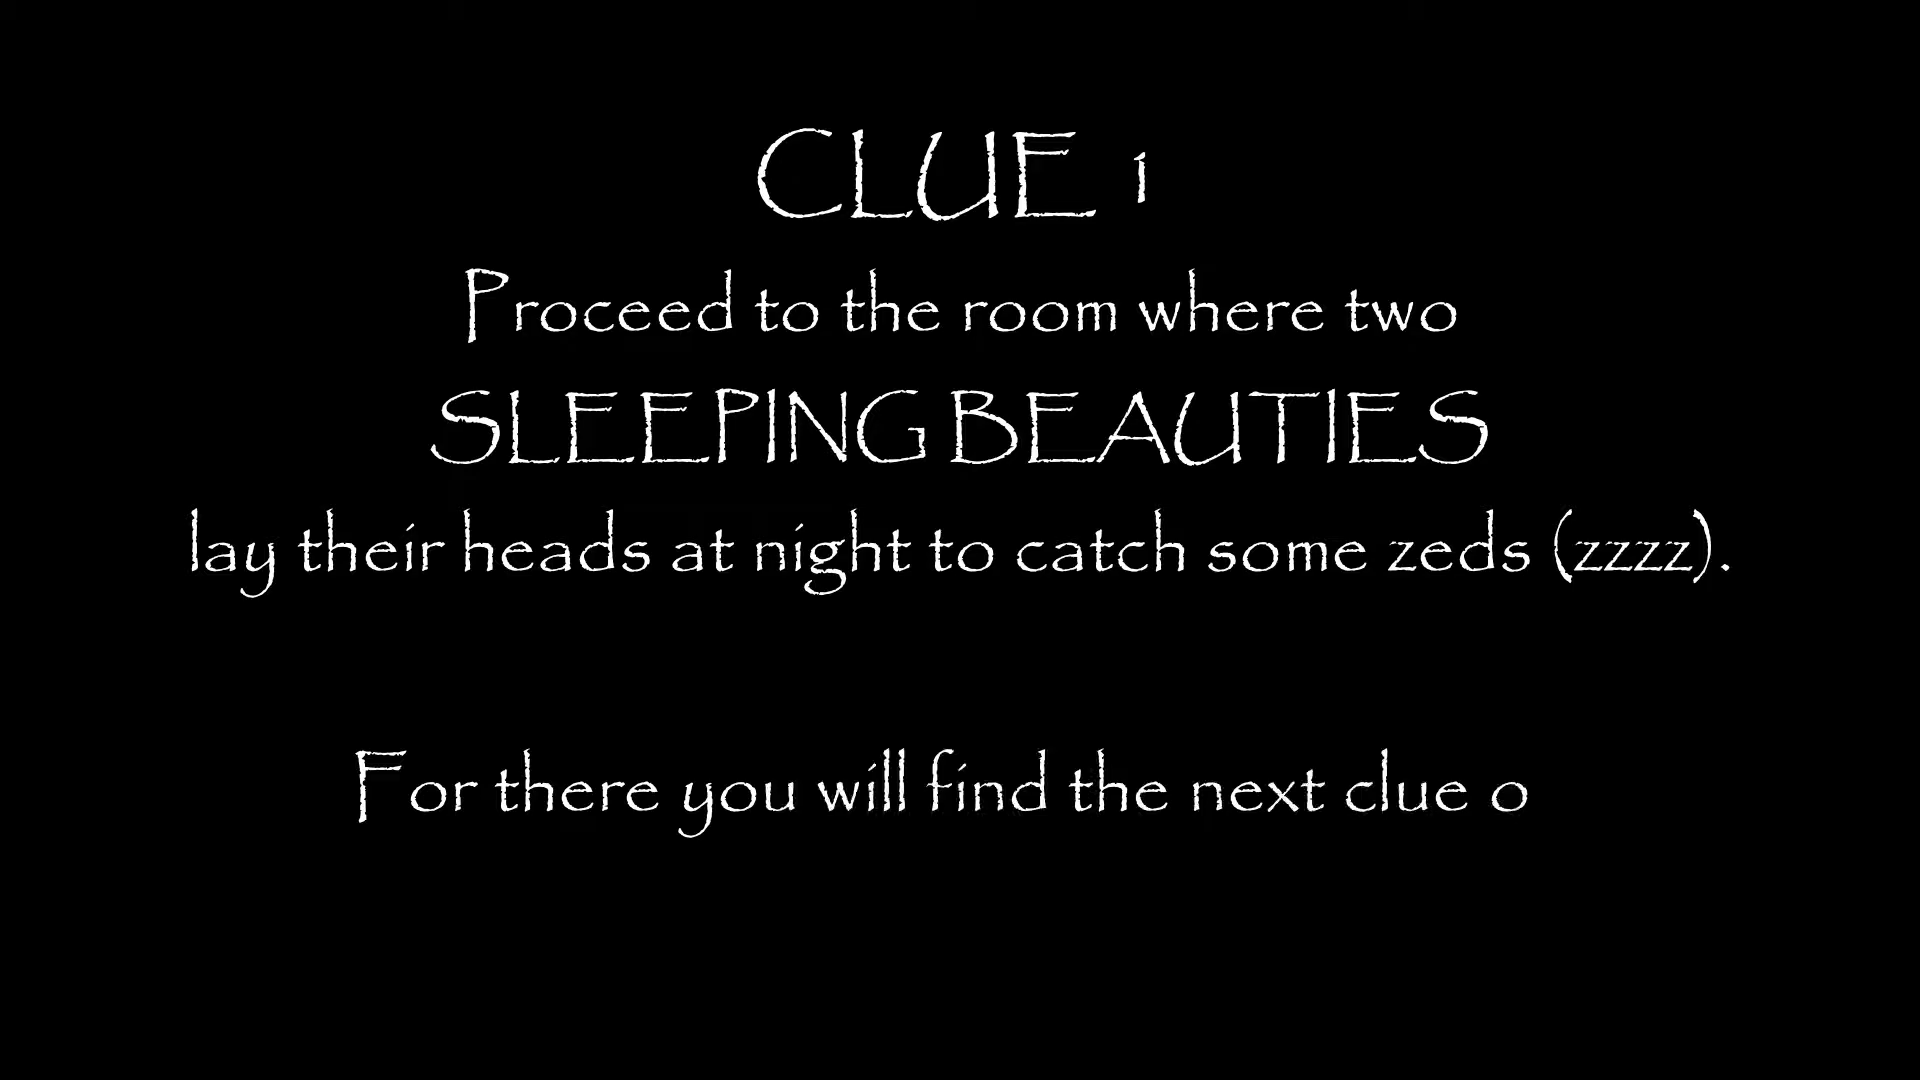 CLUE 1
Proceed to the room where two
SLEEPING BEAUTIES
lay their heads at night to catch some zeds (zzzz).
For there you will find the next clue o